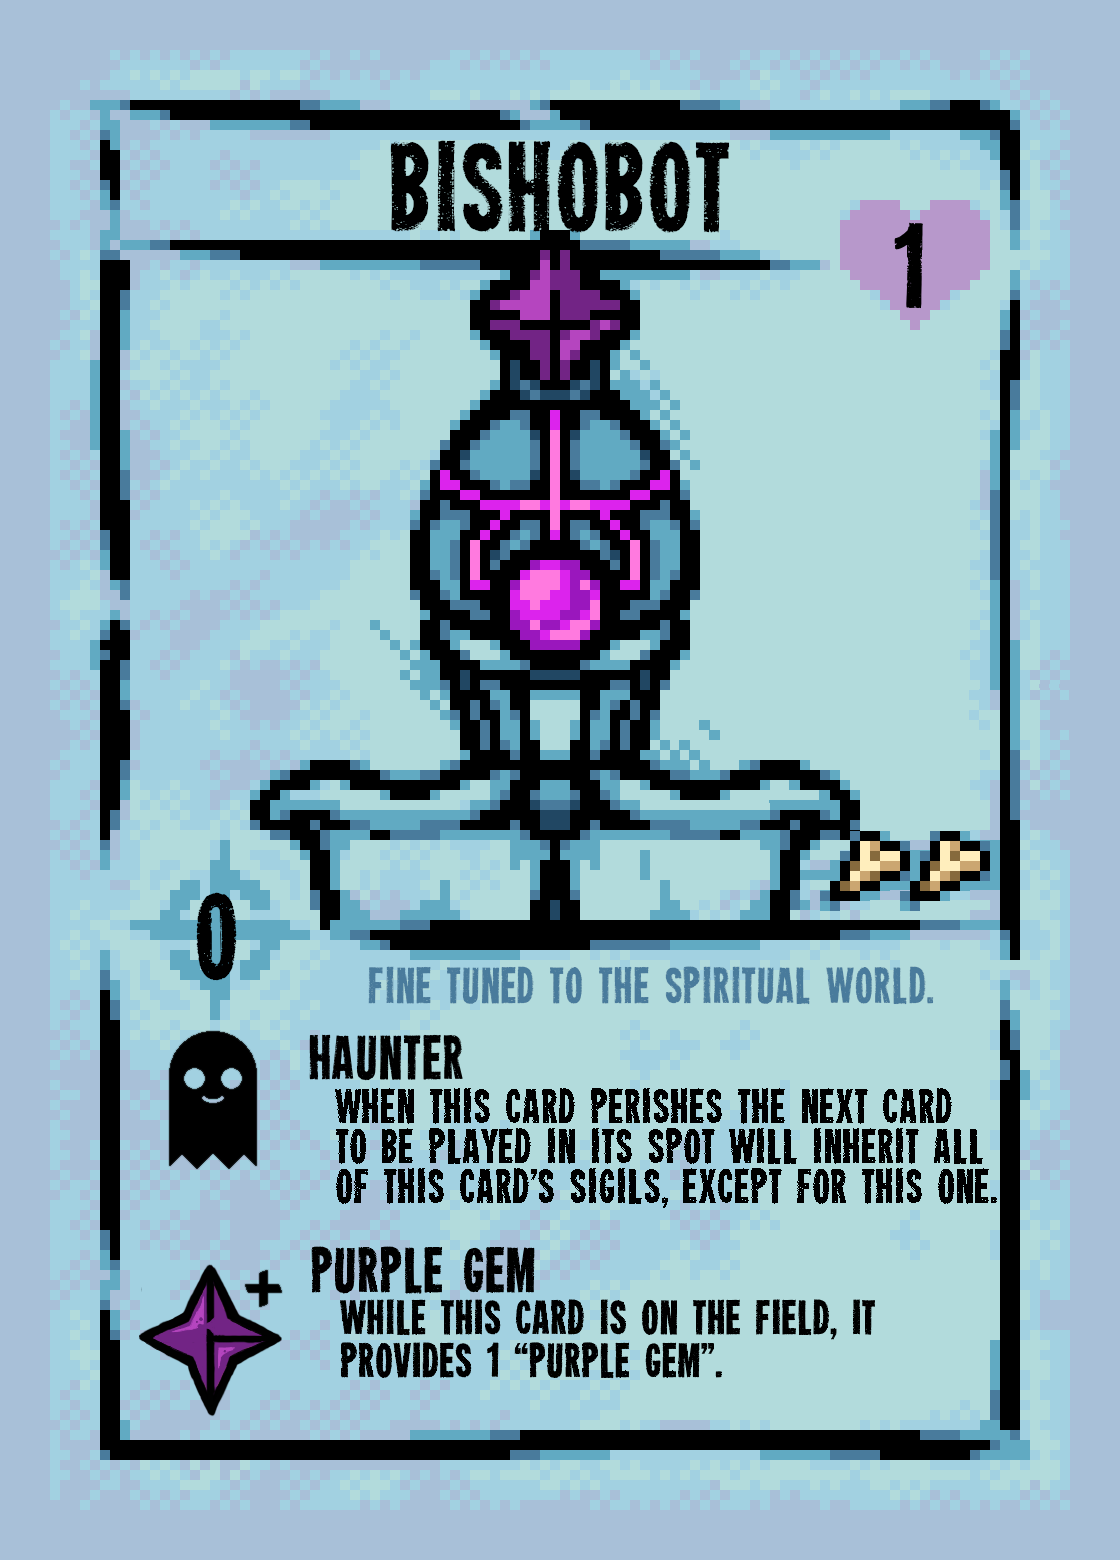 BISHOBOT
1
0
FINE TUNED TO THE SPIRITUAL WORLD.
HAUNTER
WHEN THIS CARD PERISHES THE NEXT CARD
TO BE PLAYED IN ITS SPOT WILL INHERIT ALL
OF THIS CARD'S SIGILS, EXCEPT FOR THIS ONE.
+
PURPLE GEM
WHILE THIS CARD IS ON THE FIELD, IT
PROVIDES 1 “PURPLE GEM”.